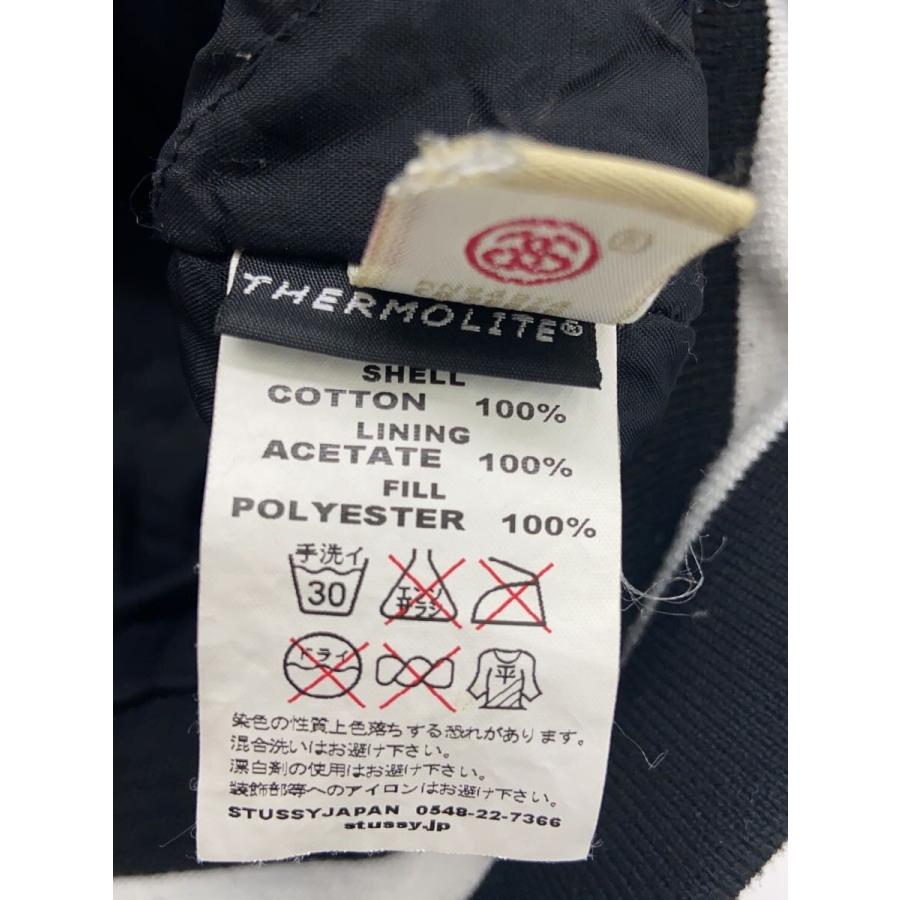 ®
THERMOLITE®
SHELL
COTTON 100%
LINING
ACETATE 100%
FILL
POLYESTER 100%
手洗イ
30
エンソ
サラシ
ドライ
平
染色の性質上色落ちする恐れがあります。
混合洗いはお避け下さい。
漂白剤の使用はお避け下さい。
装飾部等へのアイロンはお避け下さい。
STUSSYJAPAN 0548-22-7366
stussy.jp